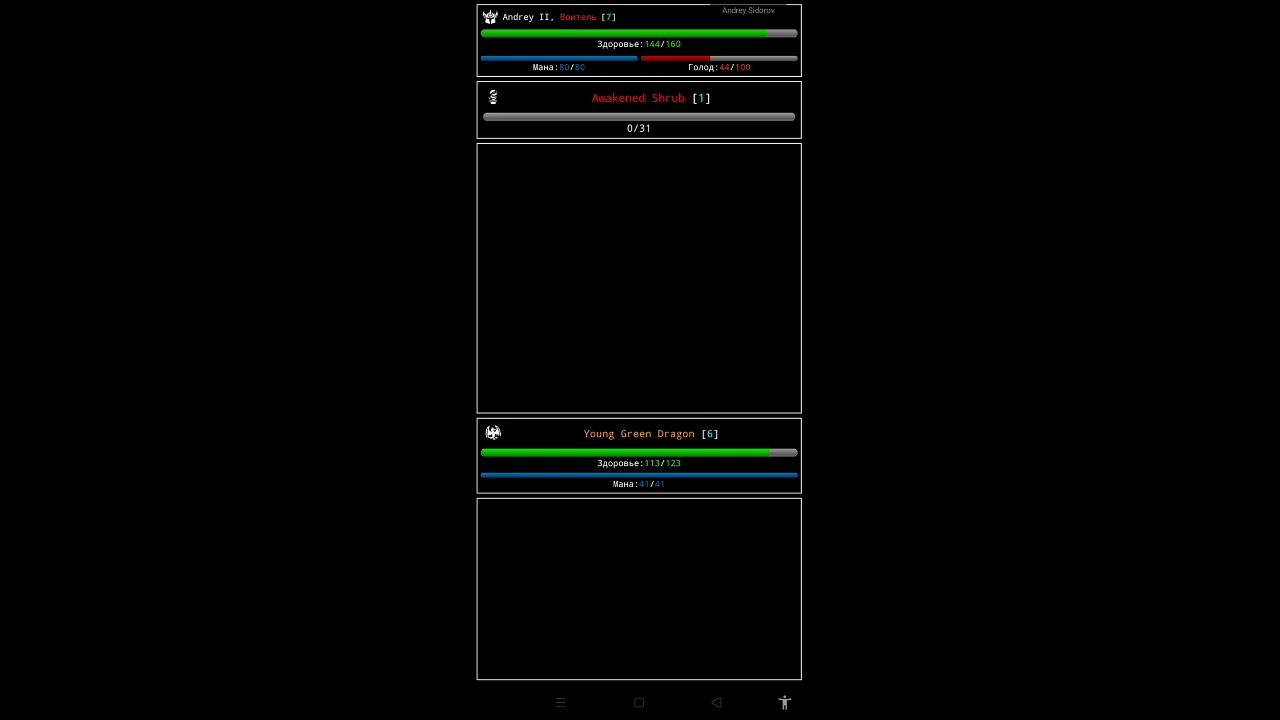 Andrey Sidorov
Andrey II, Воитель [7]
Здоровье:144/160
Мана:80/80 Голод:44/100
Awakened Shrub [1]
0/31
Young Green Dragon [6]
Здоровье:113/123
Мана:41/41